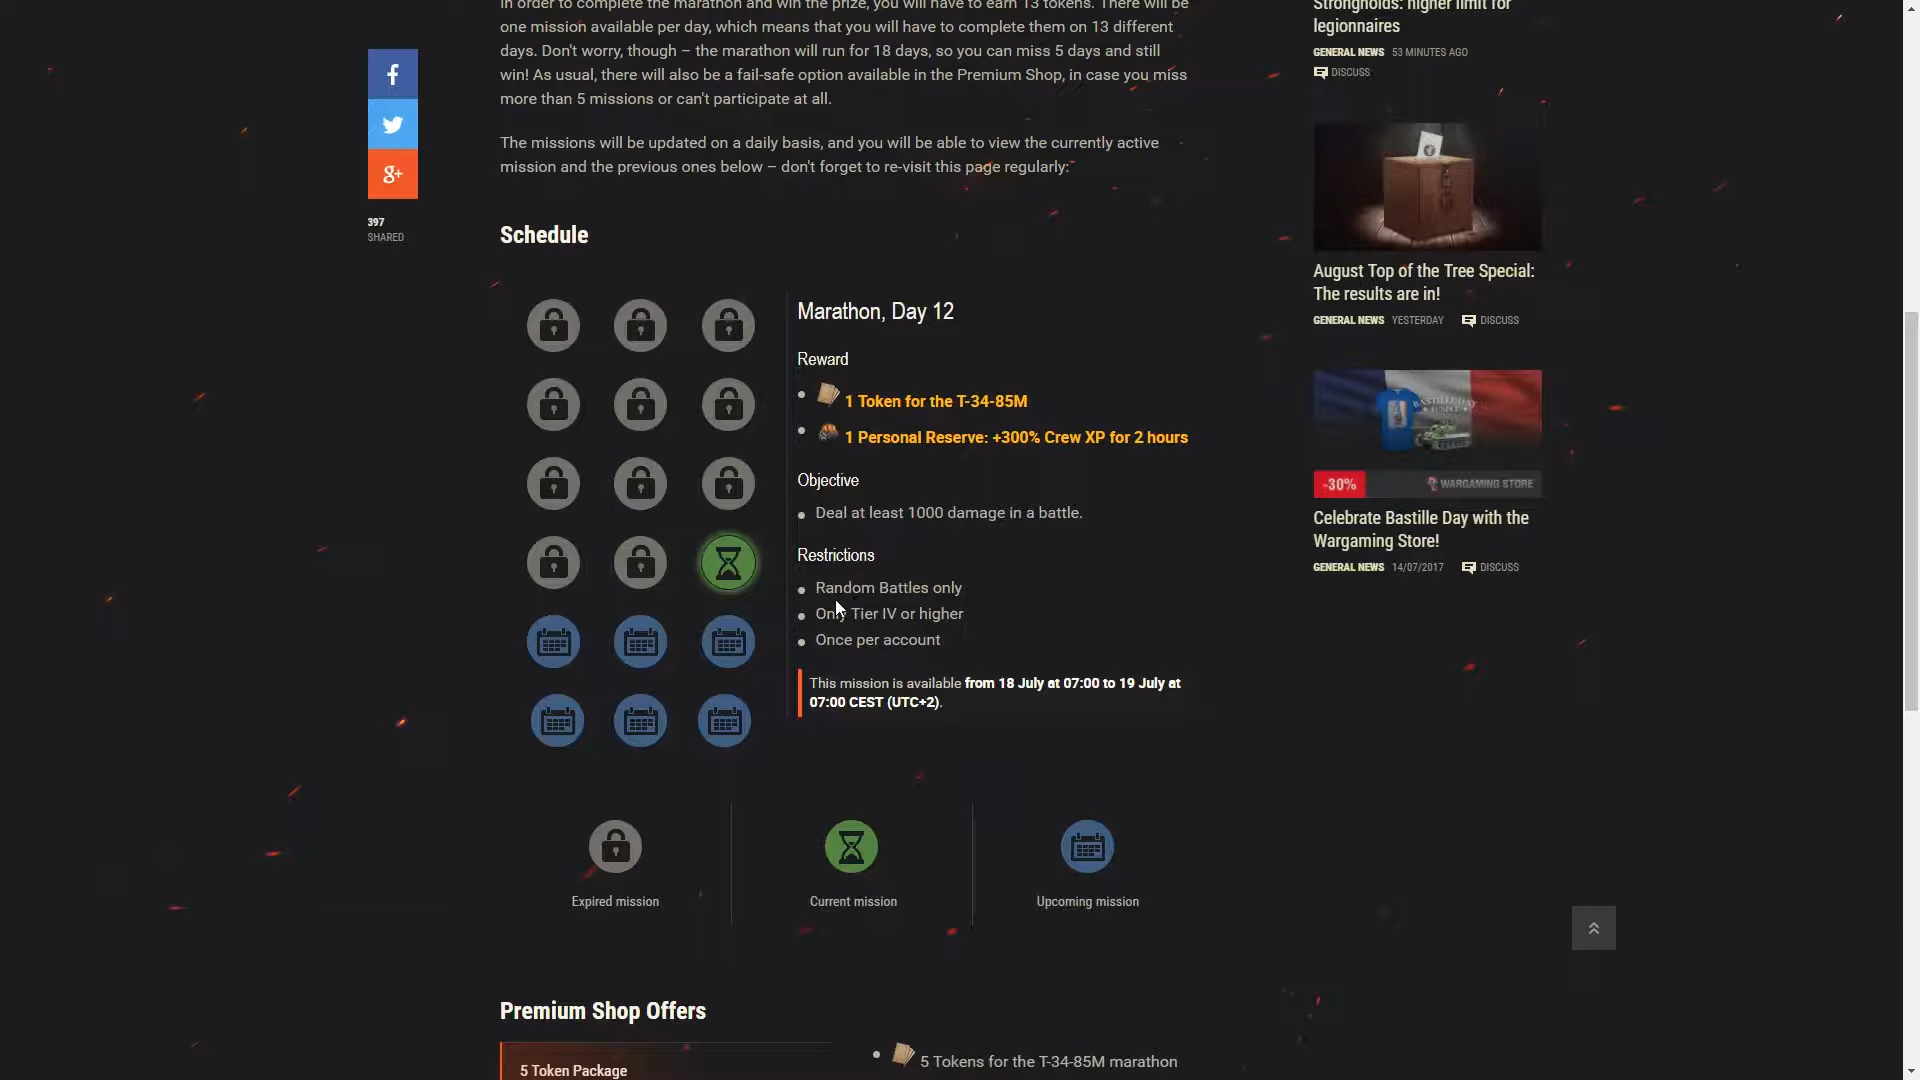 In order to complete the marathon and win the prize, you will have to earn 13 tokens. There will be
one mission available per day, which means that you will have to complete them on 13 different
days. Don't worry, though – the marathon will run for 18 days, so you can miss 5 days and still
win! As usual, there will also be a fail-safe option available in the Premium Shop, in case you miss
more than 5 missions or can't participate at all.
The missions will be updated on a daily basis, and you will be able to view the currently active
mission and the previous ones below – don't forget to re-visit this page regularly:
f
g+
397
SHARED
Schedule
Marathon, Day 12
Reward
1 Token for the T-34-85M
1 Personal Reserve: +300% Crew XP for 2 hours
Objective
Deal at least 1000 damage in a battle.
Restrictions
Random Battles only
Only Tier IV or higher
Once per account
This mission is available from 18 July at 07:00 to 19 July at
07:00 CEST (UTC+2).
Expired mission
Current mission
Upcoming mission
Premium Shop Offers
5 Token Package
5 Tokens for the T-34-85M marathon
Strongholds: higher limit for
legionnaires
GENERAL NEWS 53 MINUTES AGO
DISCUSS
August Top of the Tree Special:
The results are in!
GENERAL NEWS YESTERDAY DISCUSS
BASTILLE DAY
BUNDLE
-30% WARGAMING STORE
Celebrate Bastille Day with the
Wargaming Store!
GENERAL NEWS 14/07/2017 DISCUSS